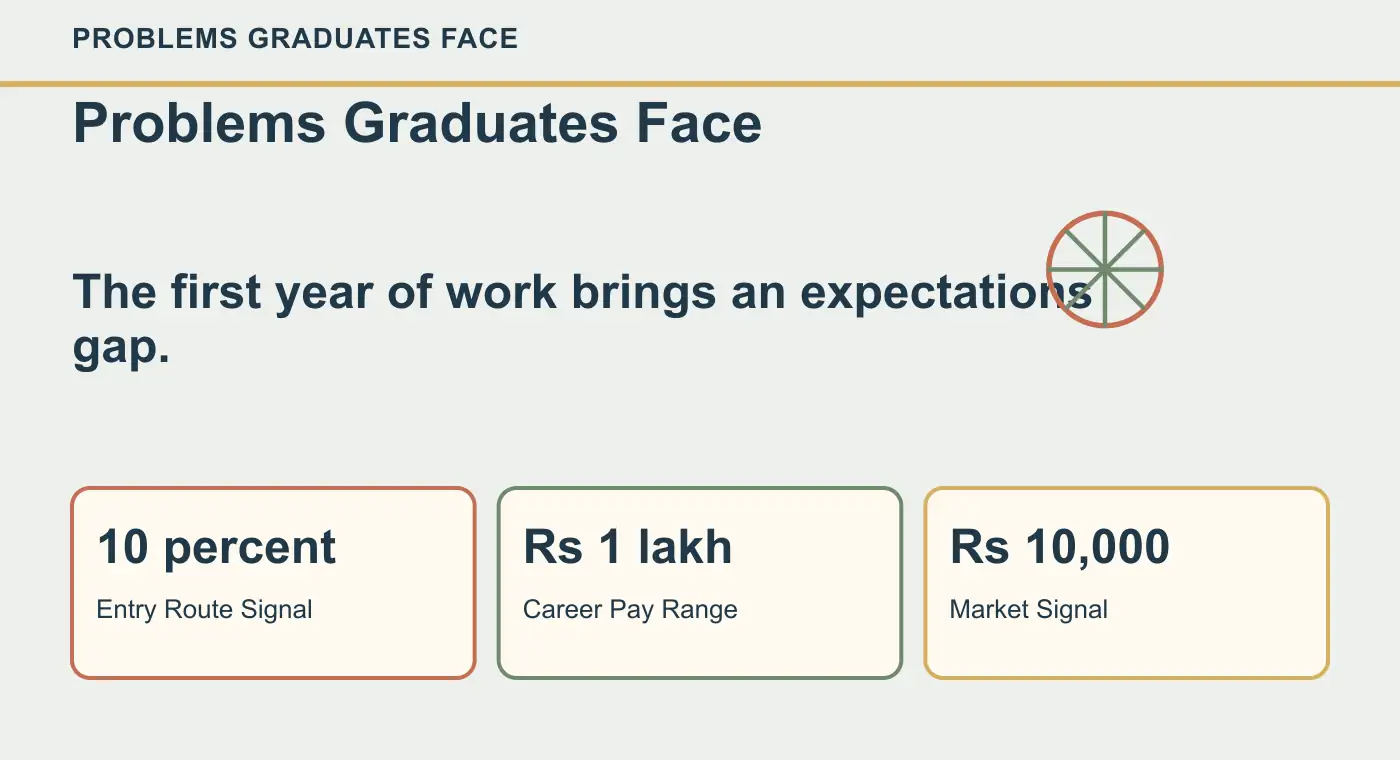 PROBLEMS GRADUATES FACE
Problems Graduates Face
The first year of work brings an expectations
gap.
10 percent
Entry Route Signal
Rs 1 lakh
Career Pay Range
Rs 10,000
Market Signal